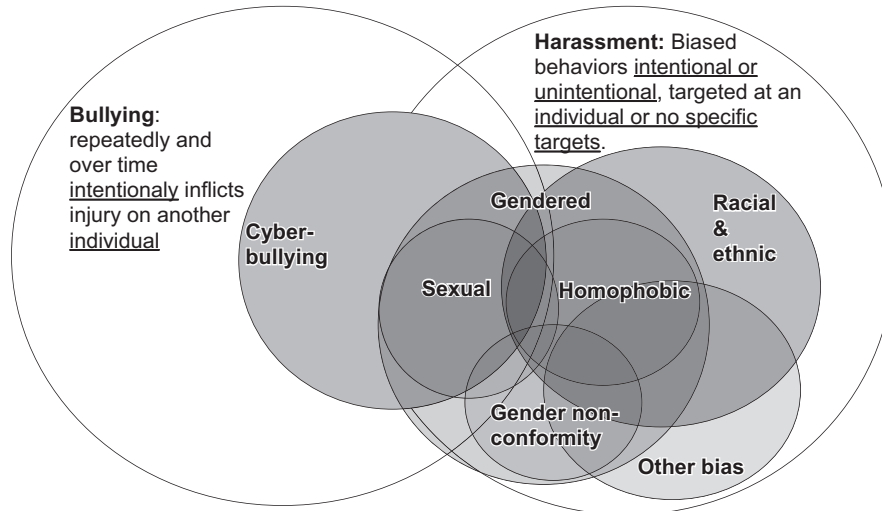 Harassment: Biased
behaviors intentional or
unintentional, targeted at an
individual or no specific
targets.
Bullying:
repeatedly and
over time
intentionaly inflicts
injury on another
individual
Gendered
Racial
&
ethnic
Cyber-
bullying
Sexual
Homophobic
Gender non-
conformity
Other bias